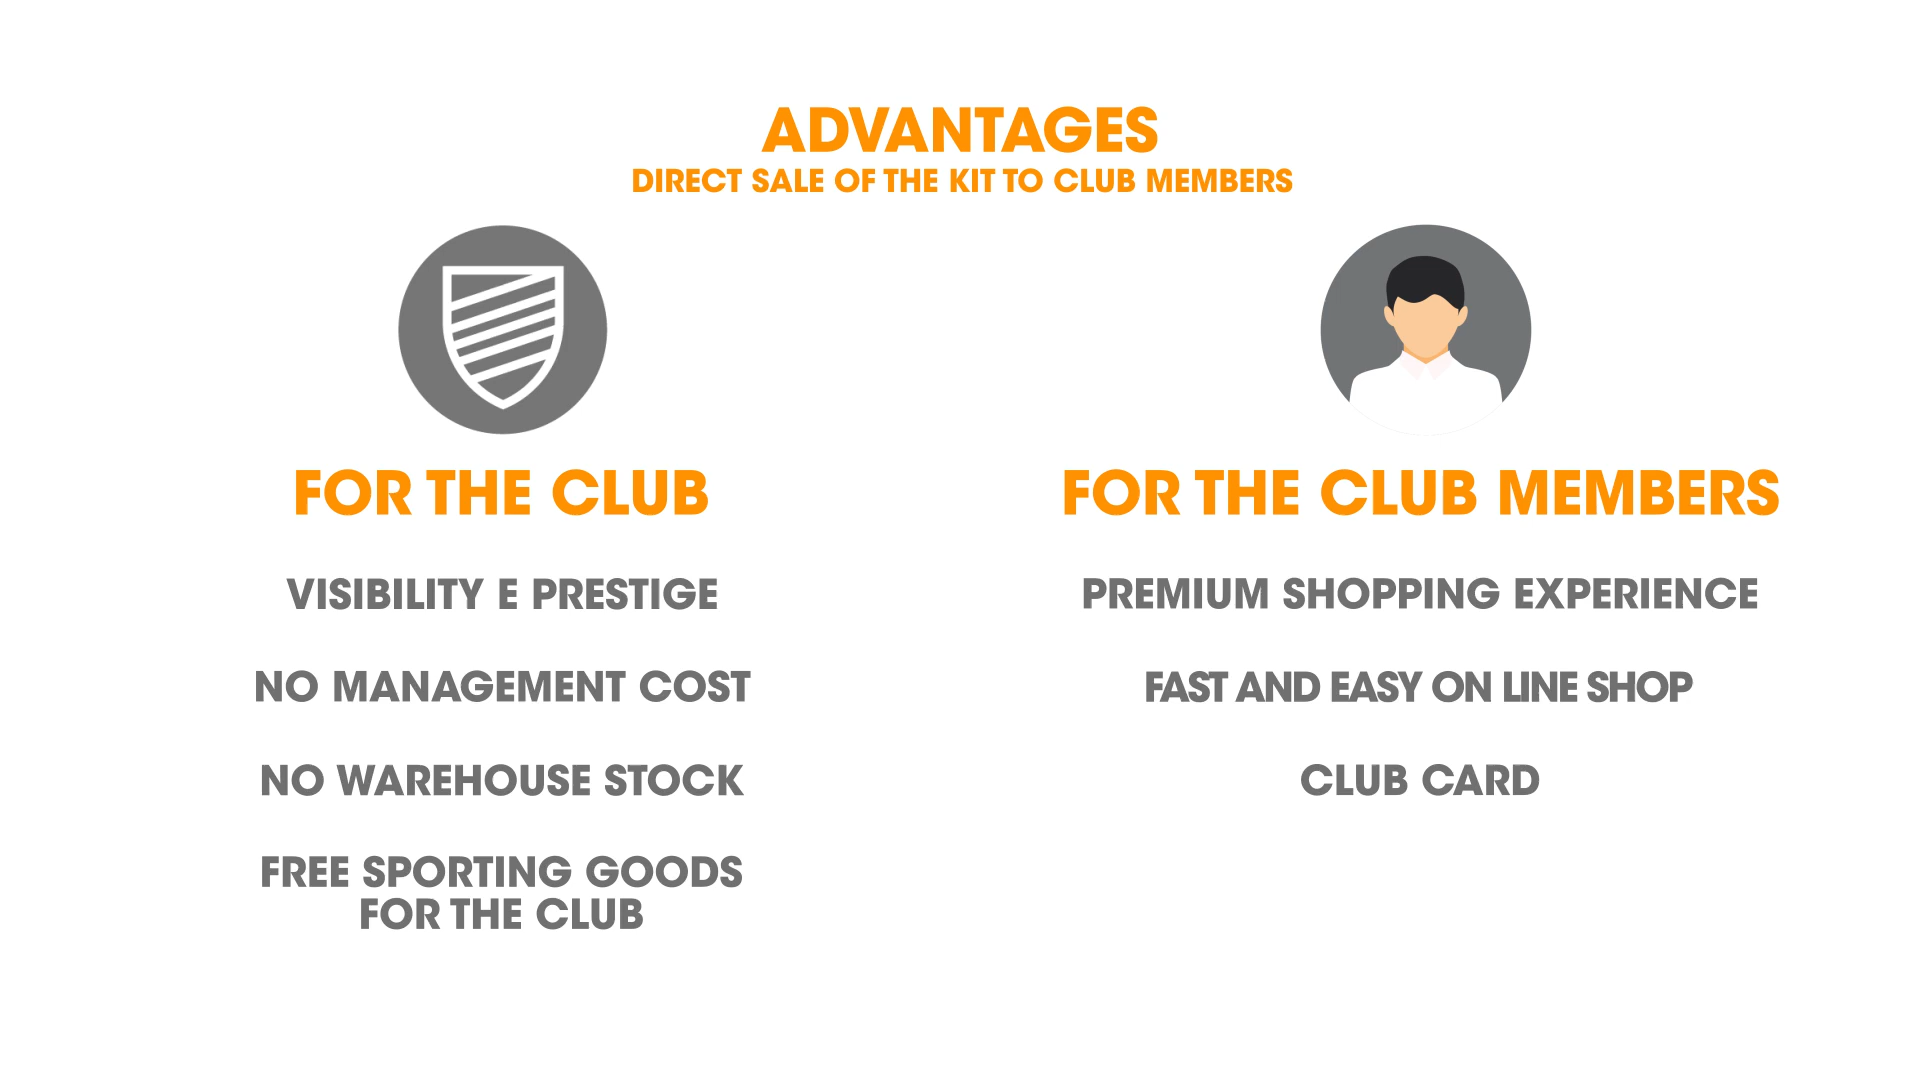 ADVANTAGES
DIRECT SALE OF THE KIT TO CLUB MEMBERS
FOR THE CLUB
VISIBILITY E PRESTIGE
NO MANAGEMENT COST
NO WAREHOUSE STOCK
FREE SPORTING GOODS
FOR THE CLUB
FOR THE CLUB MEMBERS
PREMIUM SHOPPING EXPERIENCE
FAST AND EASY ON LINE SHOP
CLUB CARD